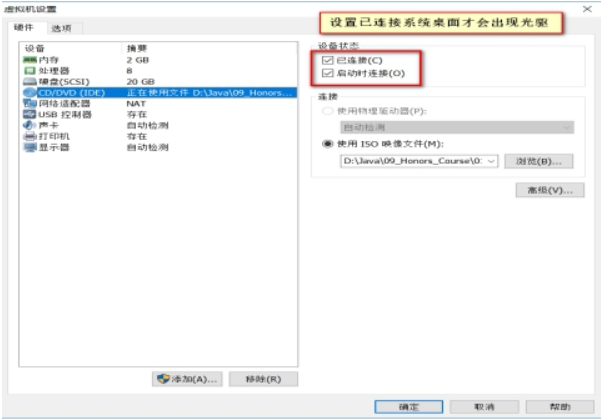 虚拟机设置
设置已连接系统桌面才会出现光驱
硬件 选项
设备 摘要
内存 2 GB
处理器 8
硬盘(SCSI) 20 GB
CD/DVD (IDE) 正在使用文件 D:\Java\09_Honors...
网络适配器 NAT
USB 控制器 存在
声卡 自动检测
打印机 存在
显示器 自动检测
添加(A)... 移除(R)
设备状态
已连接(C)
启动时连接(O)
连接
使用物理驱动器(P):
自动检测
使用 ISO 映像文件(M):
D:\Java\09_Honors_Course\0 浏览(B)...
高级(V)...
确定 取消 帮助